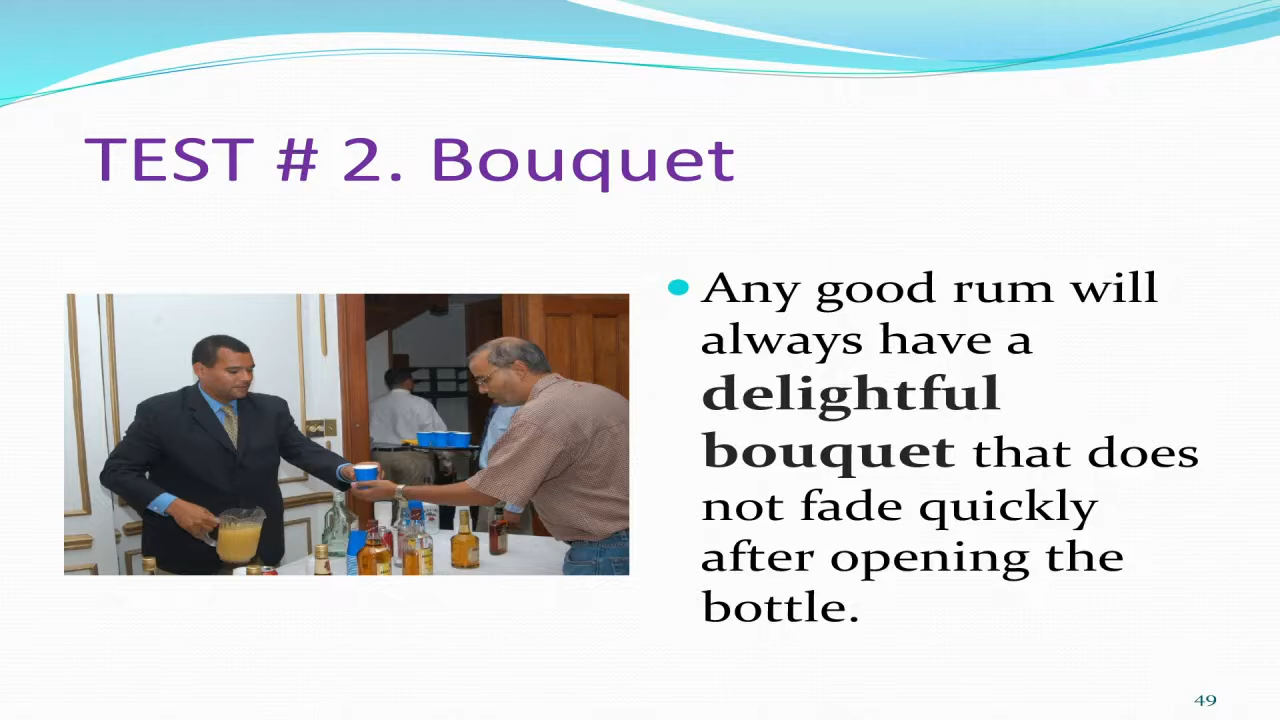 TEST # 2. Bouquet
Any good rum will
always have a
delightful
bouquet that does
not fade quickly
after opening the
bottle.
49